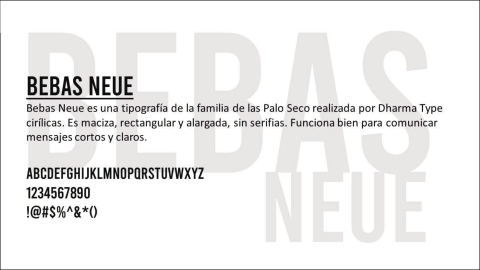 BEBAS
NEUE
BEBAS NEUE
Bebas Neue es una tipografía de la familia de las Palo Seco realizada por Dharma Type
cirílicas. Es maciza, rectangular y alargada, sin serifias. Funciona bien para comunicar
mensajes cortos y claros.
ABCDEFGHIJKLMNOPQRSTUVWXYZ
1234567890
!@#$%^&*()